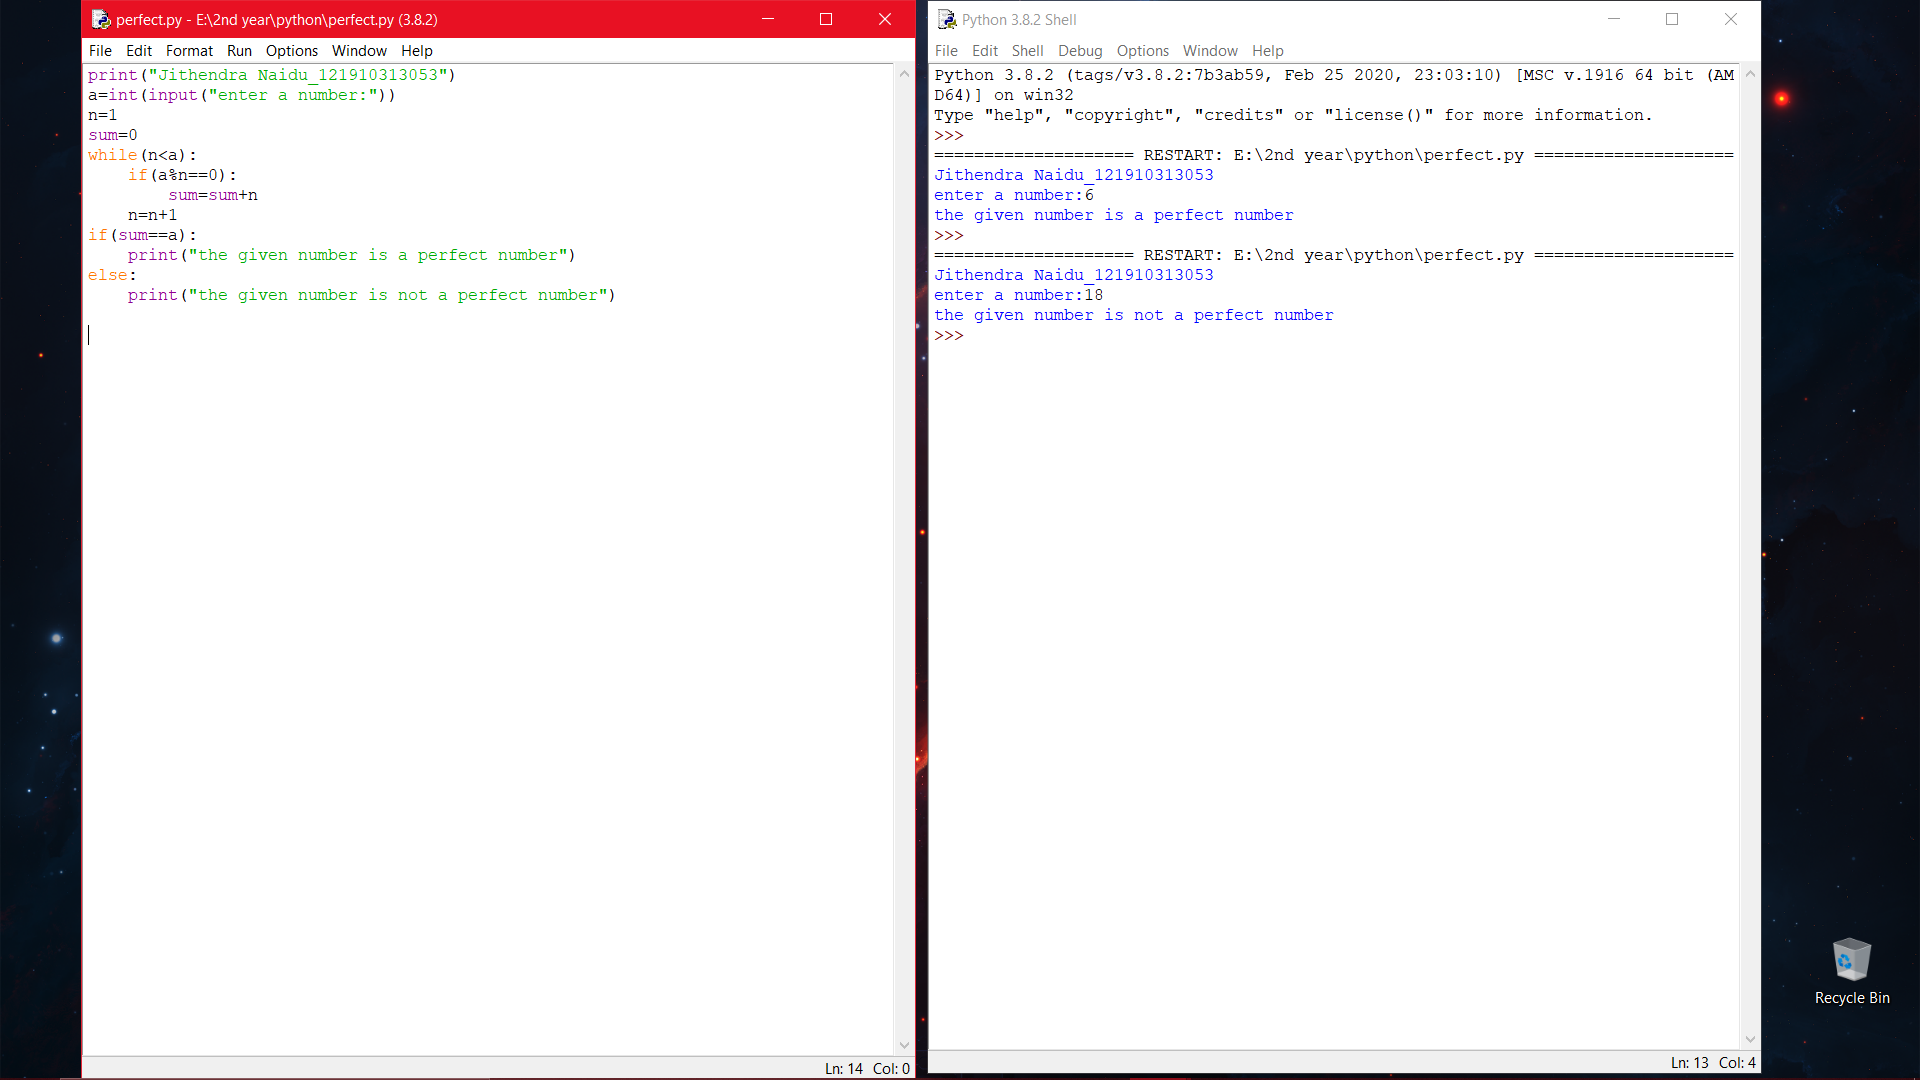 perfect.py - E:\2nd year\python\perfect.py (3.8.2)
File Edit Format Run Options Window Help
print("Jithendra Naidu_121910313053")
a=int(input("enter a number:"))
n=1
sum=0
while(n<a):
    if(a%n==0):
        sum=sum+n
    n=n+1
if(sum==a):
    print("the given number is a perfect number")
else:
    print("the given number is not a perfect number")
Ln: 14 Col: 0
Python 3.8.2 Shell
File Edit Shell Debug Options Window Help
Python 3.8.2 (tags/v3.8.2:7b3ab59, Feb 25 2020, 23:03:10) [MSC v.1916 64 bit (AM
D64)] on win32
Type "help", "copyright", "credits" or "license()" for more information.
>>>
==================== RESTART: E:\2nd year\python\perfect.py ====================
Jithendra Naidu_121910313053
enter a number:6
the given number is a perfect number
>>>
==================== RESTART: E:\2nd year\python\perfect.py ====================
Jithendra Naidu_121910313053
enter a number:18
the given number is not a perfect number
>>>
Ln: 13 Col: 4
Recycle Bin